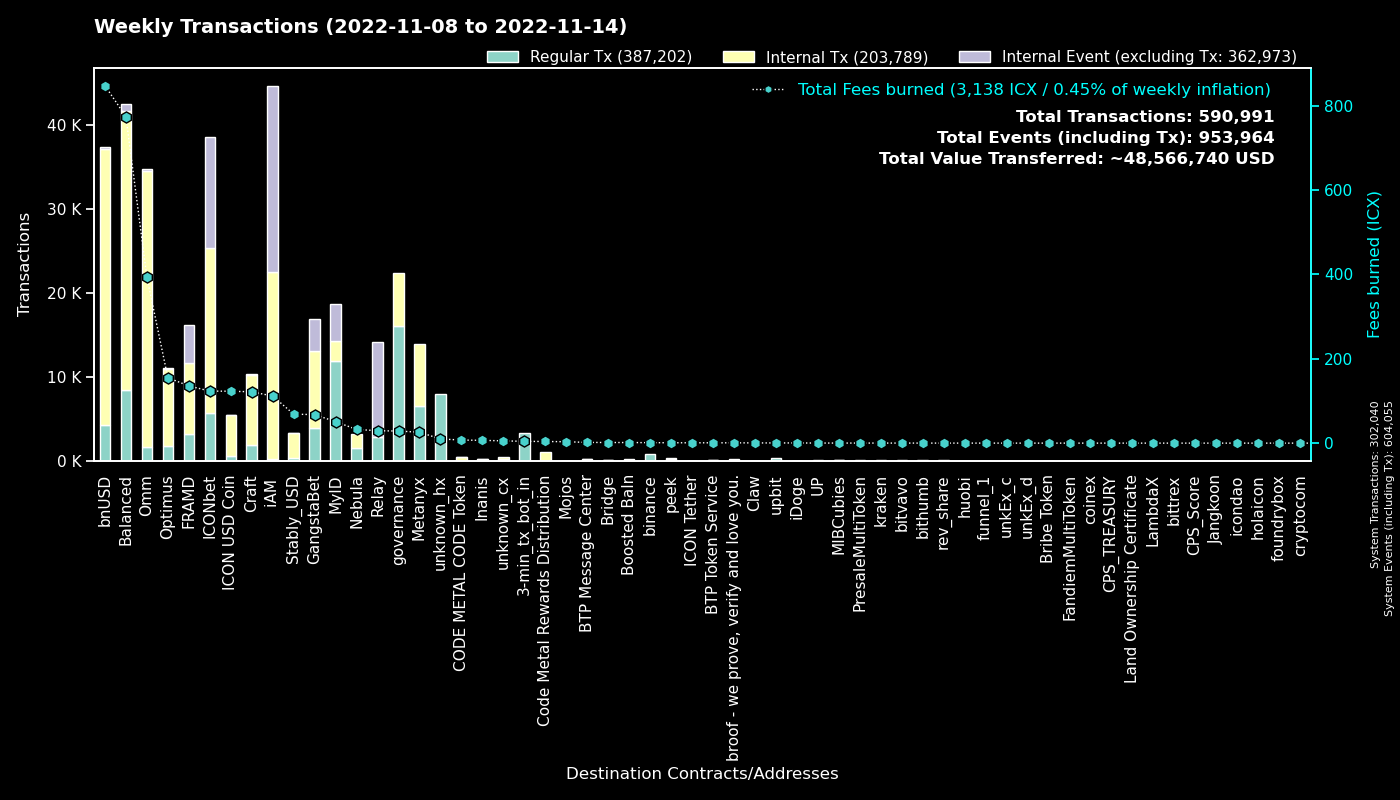 Weekly Transactions (2022-11-08 to 2022-11-14)
Regular Tx (387,202)
Internal Tx (203,789)
Internal Event (excluding Tx: 362,973)
Total Fees burned (3,138 ICX / 0.45% of weekly inflation)
Total Transactions: 590,991
Total Events (including Tx): 953,964
Total Value Transferred: ~48,566,740 USD
Transactions
40 K
30 K
20 K
10 K
0 K
800
600
400
200
0
Fees burned (ICX)
System Transactions: 302,040
System Events (including Tx): 604,055
bnUSD
Balanced
Omm
Optimus
FRAMD
ICONbet
ICON USD Coin
Craft
iAM
Stably_USD
GangstaBet
MyID
Nebula
Relay
governance
Metanyx
unknown_hx
CODE METAL CODE Token
Inanis
unknown_cx
3-min_tx_bot_in
Code Metal Rewards Distribution
Mojos
BTP Message Center
Bridge
Boosted Baln
binance
peek
ICON Tether
BTP Token Service
broof - we prove, verify and love you.
Claw
upbit
iDoge
UP
MIBCubies
PresaleMultiToken
kraken
bitvavo
bithumb
rev_share
huobi
funnel_1
unkEx_c
unkEx_d
Bribe Token
FandiemMultiToken
coinex
CPS_TREASURY
Land Ownership Certificate
LambdaX
bittrex
CPS_Score
Jangkoon
icondao
holaicon
foundrybox
cryptocom
Destination Contracts/Addresses